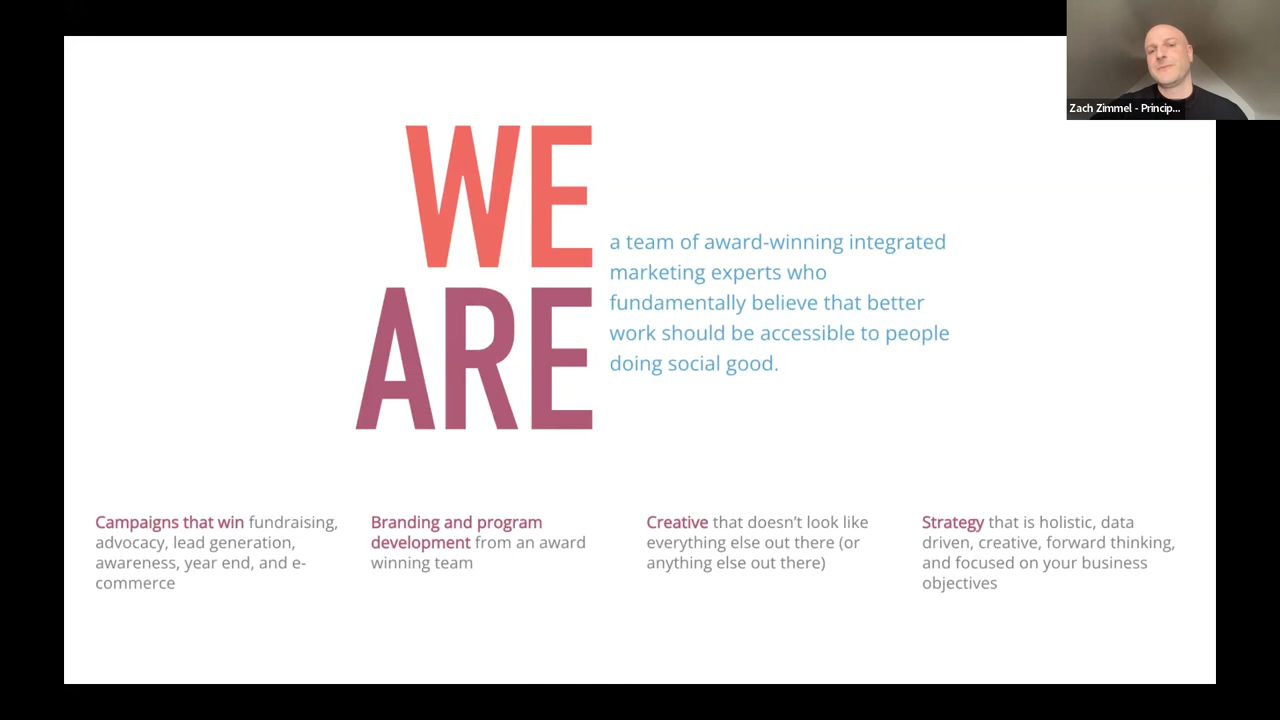 Zach Zimmel - Princip...
WE
ARE
a team of award-winning integrated
marketing experts who
fundamentally believe that better
work should be accessible to people
doing social good.
Campaigns that win fundraising,
advocacy, lead generation,
awareness, year end, and e-
commerce
Branding and program
development from an award
winning team
Creative that doesn’t look like
everything else out there (or
anything else out there)
Strategy that is holistic, data
driven, creative, forward thinking,
and focused on your business
objectives